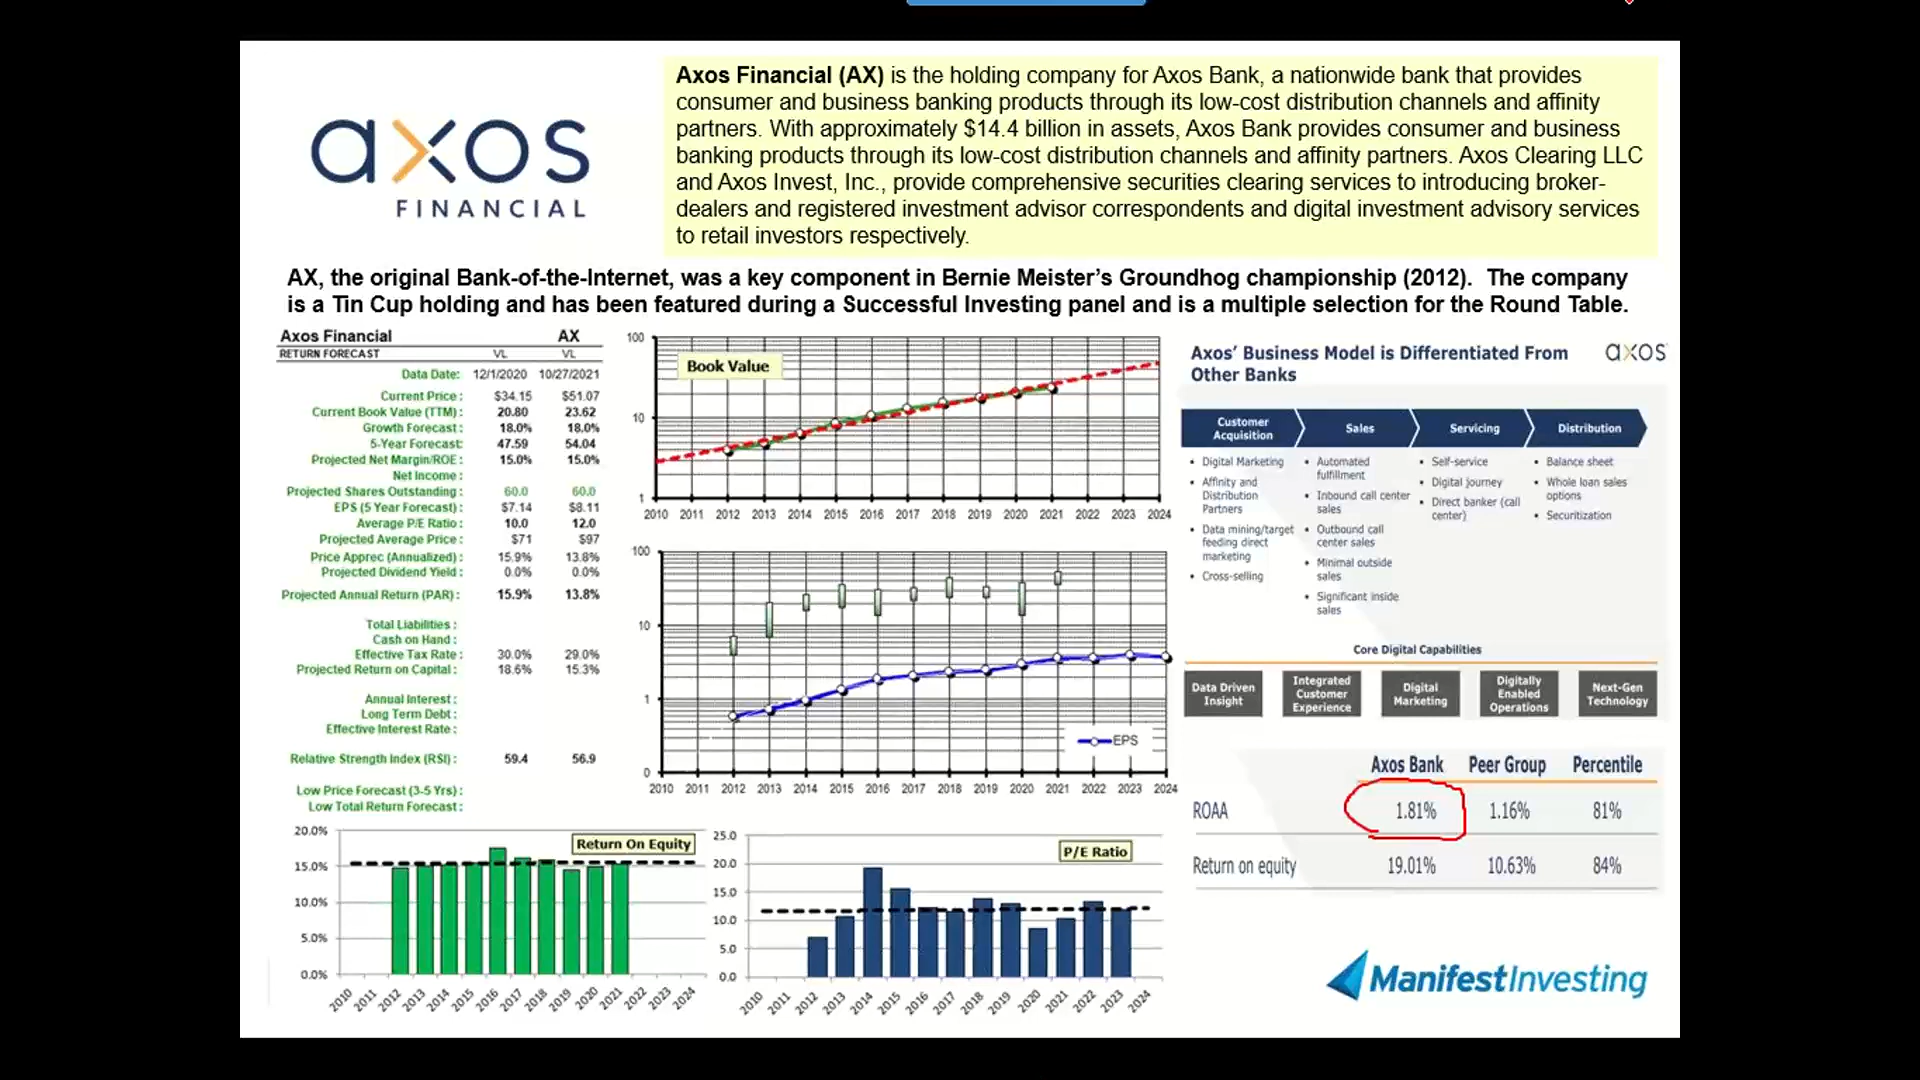 axos
FINANCIAL
Axos Financial (AX) is the holding company for Axos Bank, a nationwide bank that provides
consumer and business banking products through its low-cost distribution channels and affinity
partners. With approximately $14.4 billion in assets, Axos Bank provides consumer and business
banking products through its low-cost distribution channels and affinity partners. Axos Clearing LLC
and Axos Invest, Inc., provide comprehensive securities clearing services to introducing broker-
dealers and registered investment advisor correspondents and digital investment advisory services
to retail investors respectively.
AX, the original Bank-of-the-Internet, was a key component in Bernie Meister's Groundhog championship (2012). The company
is a Tin Cup holding and has been featured during a Successful Investing panel and is a multiple selection for the Round Table.
Axos Financial AX
RETURN FORECAST VL VL
Data Date: 12/1/2020 10/27/2021
Current Price : $34.15 $51.07
Current Book Value (TTM) : 20.80 23.62
Growth Forecast : 18.0% 18.0%
5-Year Forecast: 47.59 54.04
Projected Net Margin/ROE : 15.0% 15.0%
Net Income :
Projected Shares Outstanding : 60.0 60.0
EPS (5 Year Forecast) : $7.14 $8.11
Average P/E Ratio : 10.0 12.0
Projected Average Price : $71 $97
Price Apprec (Annualized) : 15.9% 13.8%
Projected Dividend Yield : 0.0% 0.0%
Projected Annual Return (PAR) : 15.9% 13.8%
Total Liabilities :
Cash on Hand :
Effective Tax Rate : 30.0% 29.0%
Projected Return on Capital : 18.6% 15.3%
Annual Interest :
Long Term Debt :
Effective Interest Rate :
Relative Strength Index (RSI) : 59.4 56.9
Low Price Forecast (3-5 Yrs) :
Low Total Return Forecast :
Book Value
100
10
1
2010 2011 2012 2013 2014 2015 2016 2017 2018 2019 2020 2021 2022 2023 2024
100
10
1
0
EPS
2010 2011 2012 2013 2014 2015 2016 2017 2018 2019 2020 2021 2022 2023 2024
Axos' Business Model is Differentiated From
Other Banks
axos
Customer
Acquisition
Sales
Servicing
Distribution
• Digital Marketing
• Affinity and
Distribution
Partners
• Data mining/target
feeding direct
marketing
• Cross-selling
• Automated
fulfillment
• Inbound call center
sales
• Outbound call
center sales
• Minimal outside
sales
• Significant inside
sales
• Self-service
• Digital journey
• Direct banker (call
center)
• Balance sheet
• Whole loan sales
options
• Securitization
Core Digital Capabilities
Data Driven
Insight
Integrated
Customer
Experience
Digital
Marketing
Digitally
Enabled
Operations
Next-Gen
Technology
Axos Bank Peer Group Percentile
ROAA 1.81% 1.16% 81%
Return on equity 19.01% 10.63% 84%
Return On Equity
20.0%
15.0%
10.0%
5.0%
0.0%
2010 2011 2012 2013 2014 2015 2016 2017 2018 2019 2020 2021 2022 2023 2024
P/E Ratio
25.0
20.0
15.0
10.0
5.0
0.0
2010 2011 2012 2013 2014 2015 2016 2017 2018 2019 2020 2021 2022 2023 2024
ManifestInvesting